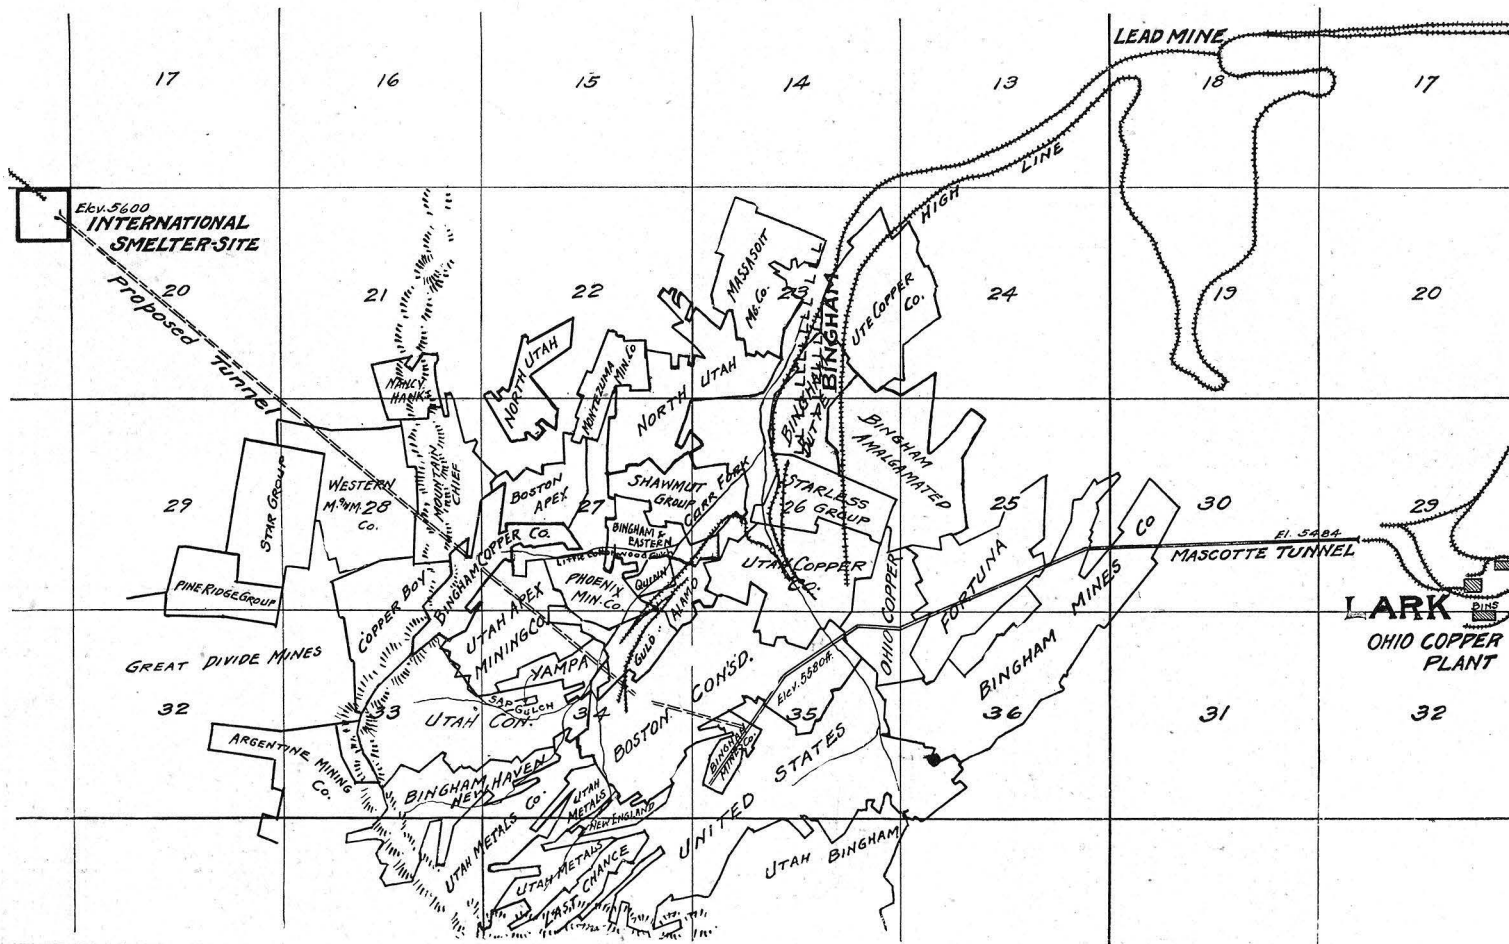 LEAD MINE
17
16
15
14
13
18
17
HIGH
LINE
Elev. 5600
INTERNATIONAL
SMELTER-SITE
Proposed Tunnel
20
21
22
23
24
19
20
MASSASOIT
MG. Co.
BINGHAM
UTE COPPER
Co.
NANCY
HANKS
NORTH UTAH
MONTEZUMA
MIN. CO
NORTH UTAH
BINGHAM
BUTTE
BINGHAM
AMALGAMATED
STAR GROUP
WESTERN
28
Co.
MOUNTAIN
CHIEF
BOSTON
APEX
27
SHAWMUT
GROUP
CARR FORK
STARLESS
26 GROUP
25
30
29
29
BINGHAM &
EASTERN
BINGHAM COPPER CO.
PINE RIDGE GROUP
COPPER BOY
PHOENIX
MIN. CO.
QUINN
UTAH COPPER
CO.
OHIO COPPER
FORTUNA
BINGHAM MINES CO
El. 5484
MASCOTTE TUNNEL
LARK
BINS
OHIO COPPER
PLANT
GREAT DIVIDE MINES
UTAH APEX
MINING CO.
YAMPA
SAP
GULCH
ALAMO
BOSTON CONS'D.
Elev. 5580 ft.
32
33
UTAH CON.
34
35
36
31
32
ARGENTINE MINING
Co.
BINGHAM
NEW HAVEN
BINGHAM
MINES Co.
UNITED STATES
UTAH METALS Co.
UTAH
METALS
NEW ENGLAND
UTAH METALS
LAST CHANCE
UTAH BINGHAM